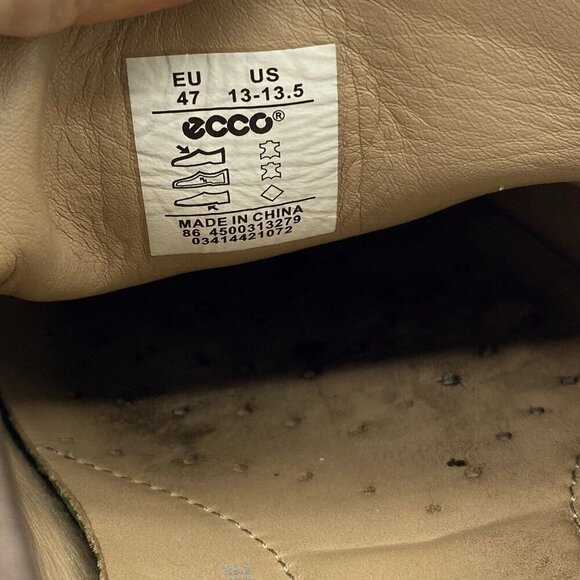 EU US
47 13-13.5
ecco®
MADE IN CHINA
86 4500313279
03414421072